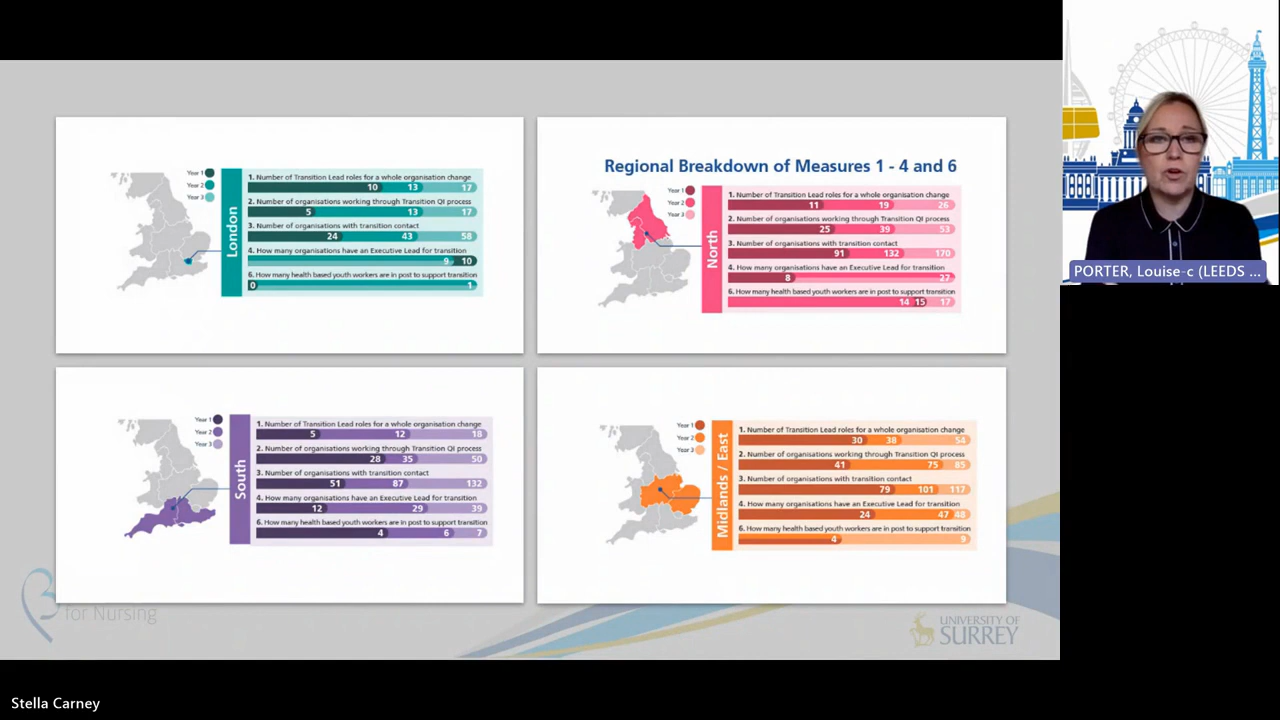 Year 1
Year 2
Year 3
London
1. Number of Transition Lead roles for a whole organisation change
10 13 17
2. Number of organisations working through Transition QI process
5 13 17
3. Number of organisations with transition contact
24 43 58
4. How many organisations have an Executive Lead for transition
9 10
6. How many health based youth workers are in post to support transition
0 1
Regional Breakdown of Measures 1 - 4 and 6
Year 1
Year 2
Year 3
North
1. Number of Transition Lead roles for a whole organisation change
11 19 26
2. Number of organisations working through Transition QI process
25 39 53
3. Number of organisations with transition contact
91 132 170
4. How many organisations have an Executive Lead for transition
8 27
6. How many health based youth workers are in post to support transition
14 15 17
Year 1
Year 2
Year 3
South
1. Number of Transition Lead roles for a whole organisation change
5 12 18
2. Number of organisations working through Transition QI process
28 35 50
3. Number of organisations with transition contact
51 87 132
4. How many organisations have an Executive Lead for transition
12 29 39
6. How many health based youth workers are in post to support transition
4 6 7
Year 1
Year 2
Year 3
Midlands / East
1. Number of Transition Lead roles for a whole organisation change
30 38 54
2. Number of organisations working through Transition QI process
41 75 85
3. Number of organisations with transition contact
79 101 117
4. How many organisations have an Executive Lead for transition
24 47 48
6. How many health based youth workers are in post to support transition
4 9
for Nursing
UNIVERSITY OF
SURREY
PORTER, Louise-c (LEEDS ...
Stella Carney